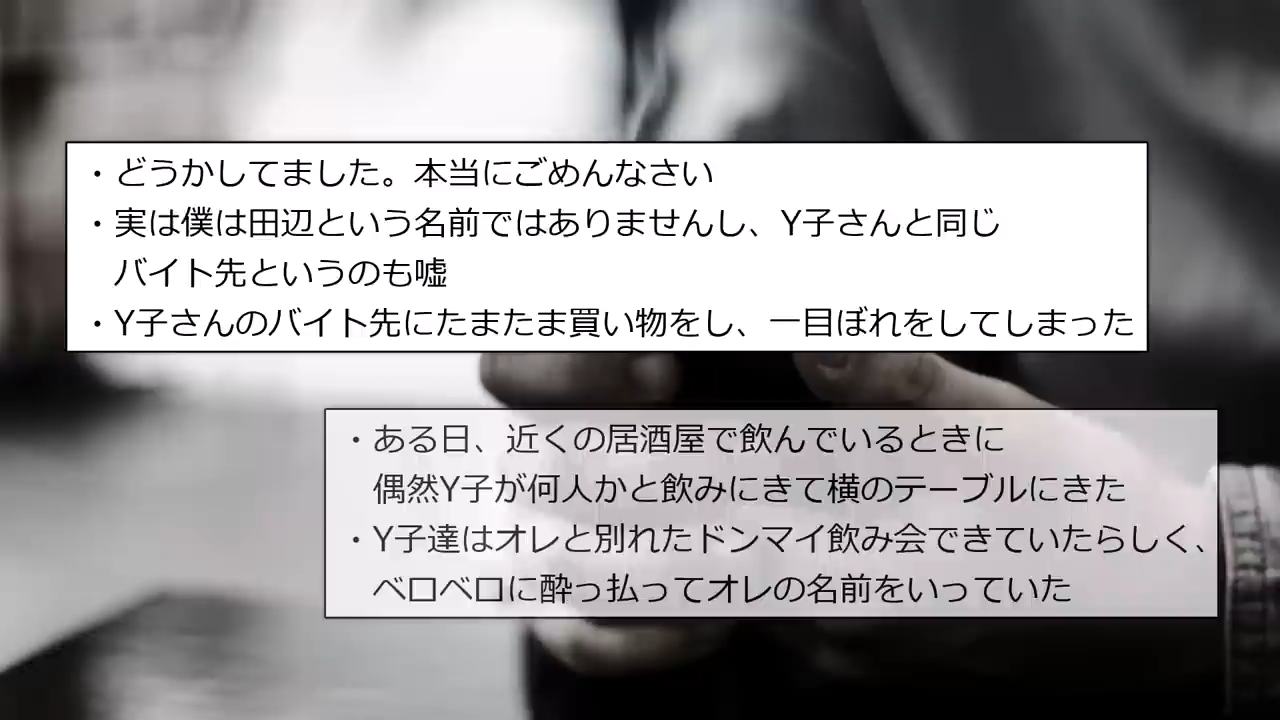 ・どうかしてました。本当にごめんなさい
・実は僕は田辺という名前ではありませんし、Y子さんと同じ
バイト先というのも嘘
・Y子さんのバイト先にたまたま買い物をし、一目ぼれをしてしまった
・ある日、近くの居酒屋で飲んでいるときに
偶然Y子が何人かと飲みにきて横のテーブルにきた
・Y子達はオレと別れたドンマイ飲み会できていたらしく、
ベロベロに酔っ払ってオレの名前をいっていた